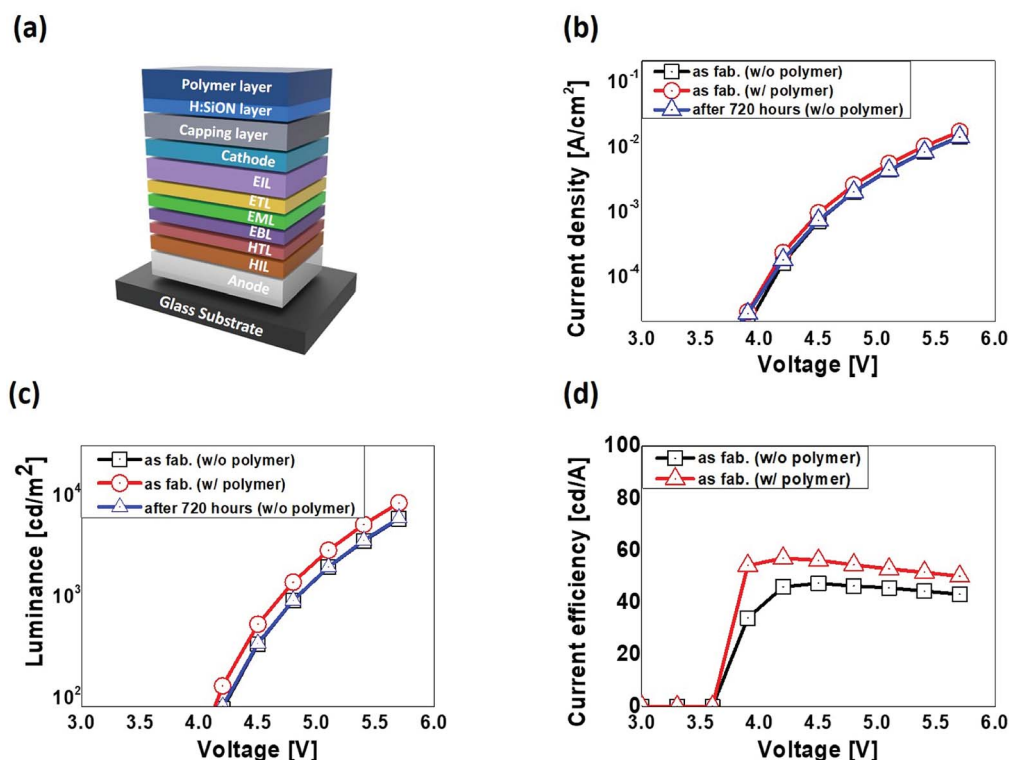 (a)
Polymer layer
H:SiON layer
Capping layer
Cathode
EIL
ETL
EML
EBL
HTL
HIL
Anode
Glass Substrate
(b)
as fab. (w/o polymer)
as fab. (w/ polymer)
after 720 hours (w/o polymer)
Current density [A/cm²]
10⁻¹
10⁻²
10⁻³
10⁻⁴
3.0 3.5 4.0 4.5 5.0 5.5 6.0
Voltage [V]
(c)
as fab. (w/o polymer)
as fab. (w/ polymer)
after 720 hours (w/o polymer)
Luminance [cd/m²]
10⁴
10³
10²
3.0 3.5 4.0 4.5 5.0 5.5 6.0
Voltage [V]
(d)
as fab. (w/o polymer)
as fab. (w/ polymer)
Current efficiency [cd/A]
100
80
60
40
20
0
3.0 3.5 4.0 4.5 5.0 5.5 6.0
Voltage [V]